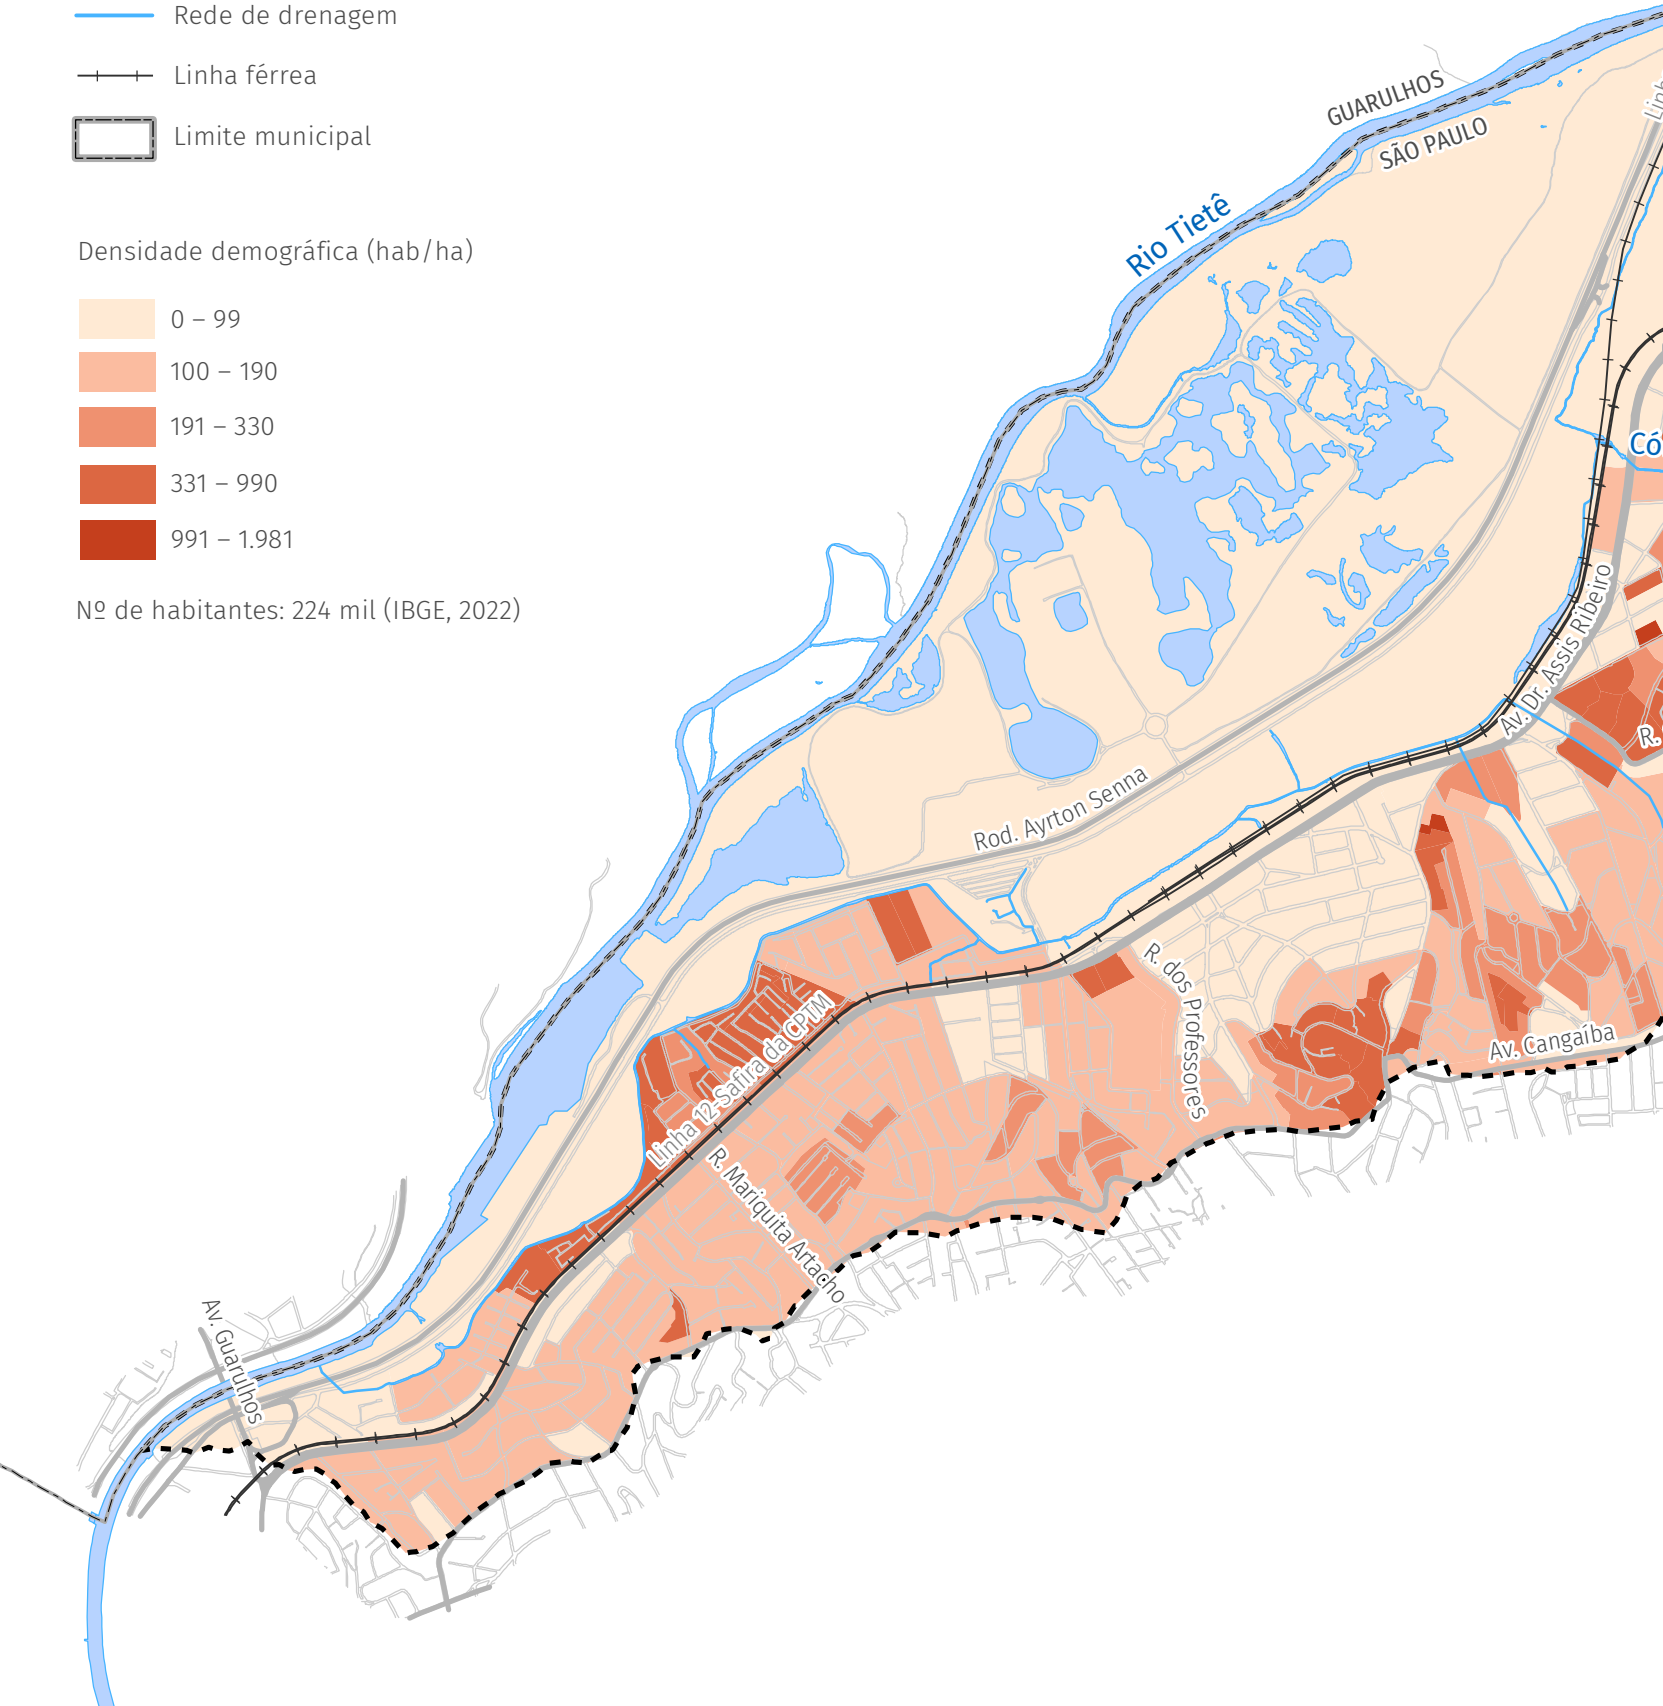 Rede de drenagem
Linha férrea
Limite municipal
Densidade demográfica (hab/ha)
0 – 99
100 – 190
191 – 330
331 – 990
991 – 1.981
Nº de habitantes: 224 mil (IBGE, 2022)
GUARULHOS
SÃO PAULO
Rio Tietê
Linh
Có
Av. Dr. Assis Ribeiro
R.
Rod. Ayrton Senna
R. dos Professores
Av. Cangaíba
Linha 12-Safira da CPTM
R. Mariquita Artacho
Av. Guarulhos